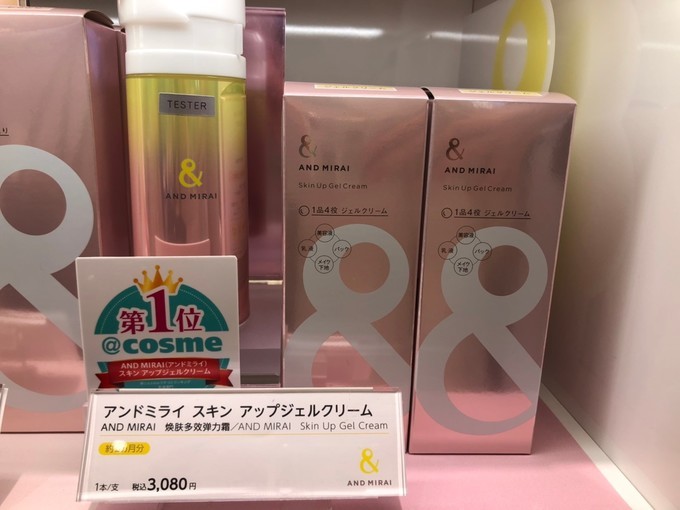 TESTER
&
AND MIRAI
&
AND MIRAI
Skin Up Gel Cream
1品4役 ジェルクリーム
美容液
乳液
パック
メイク
下地
&
&
AND MIRAI
Skin Up Gel Cream
1品4役 ジェルクリーム
美容液
乳液
パック
メイク
下地
&
第1位
@cosme
AND MIRAI(アンドミライ)
スキン アップジェルクリーム
アンドミライ スキン アップジェルクリーム
AND MIRAI 焕肤多效弹力霜/AND MIRAI Skin Up Gel Cream
1本/支 税込3,080円
&
AND MIRAI